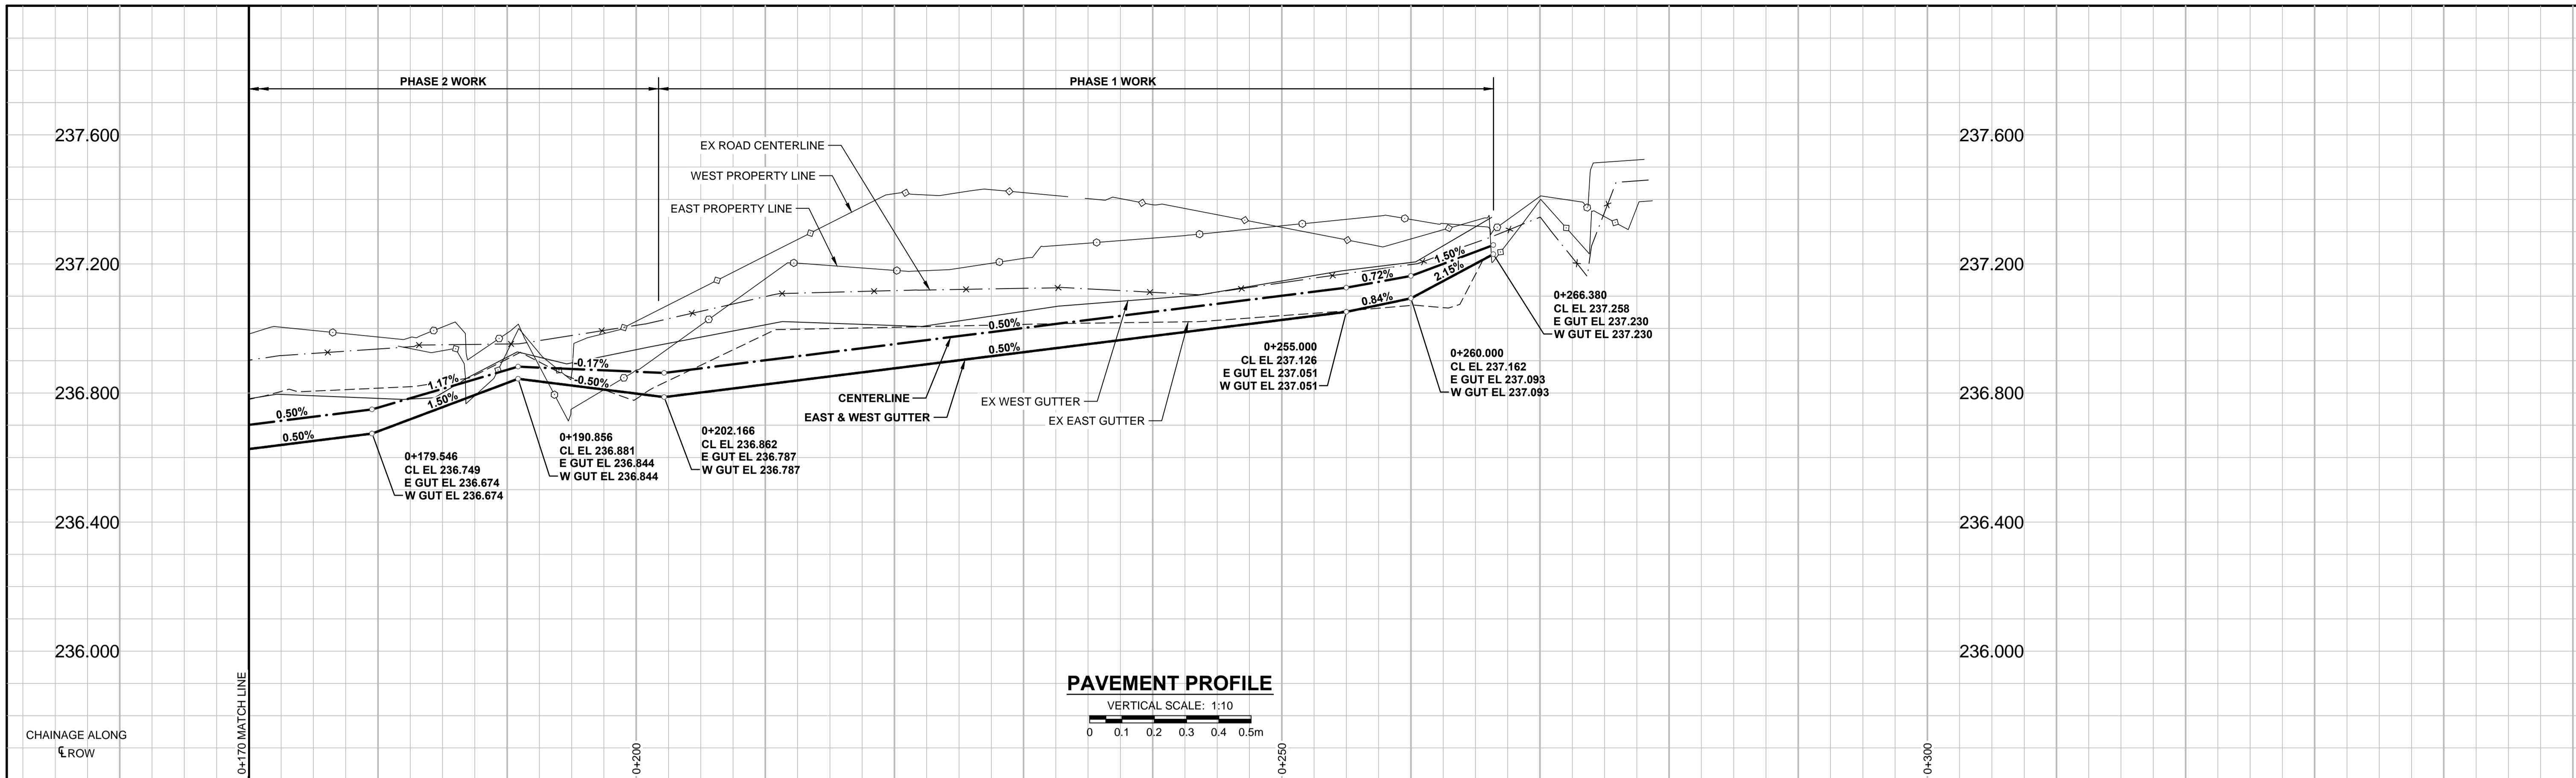 PHASE 2 WORK
PHASE 1 WORK
237.600
237.600
EX ROAD CENTERLINE
WEST PROPERTY LINE
EAST PROPERTY LINE
237.200
237.200
1.50%
2.15%
0.72%
0.84%
0+266.380
CL EL 237.258
E GUT EL 237.230
W GUT EL 237.230
0.50%
0.50%
0+255.000
CL EL 237.126
E GUT EL 237.051
W GUT EL 237.051
0+260.000
CL EL 237.162
E GUT EL 237.093
W GUT EL 237.093
-0.17%
-0.50%
1.17%
1.50%
236.800
236.800
CENTERLINE
EX WEST GUTTER
EAST & WEST GUTTER
EX EAST GUTTER
0.50%
0.50%
0+202.166
CL EL 236.862
E GUT EL 236.787
W GUT EL 236.787
0+190.856
CL EL 236.881
E GUT EL 236.844
W GUT EL 236.844
0+179.546
CL EL 236.749
E GUT EL 236.674
W GUT EL 236.674
236.400
236.400
236.000
236.000
PAVEMENT PROFILE
VERTICAL SCALE: 1:10
0 0.1 0.2 0.3 0.4 0.5m
CHAINAGE ALONG
℄ ROW
0+170 MATCH LINE
0+200
0+250
0+300